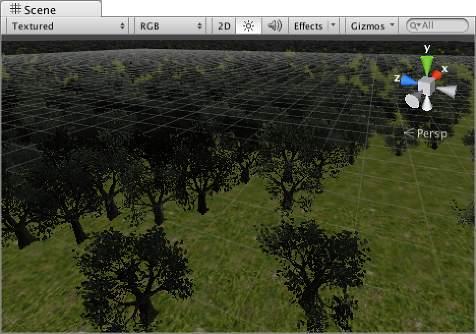 Scene
Textured RGB 2D Effects Gizmos All
y
x
z
Persp